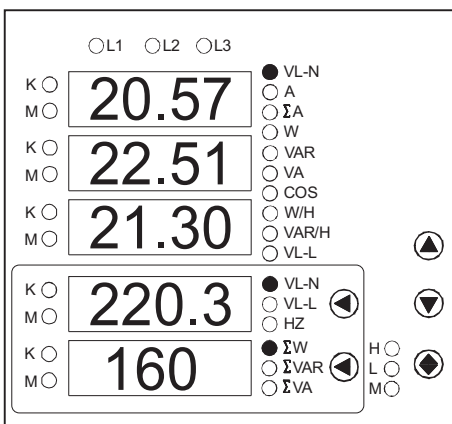 L1 L2 L3
K
M
20.57
K
M
22.51
K
M
21.30
VL-N
A
ΣA
W
VAR
VA
COS
W/H
VAR/H
VL-L
K
M
220.3
VL-N
VL-L
HZ
K
M
160
ΣW
ΣVAR
ΣVA
H
L
M